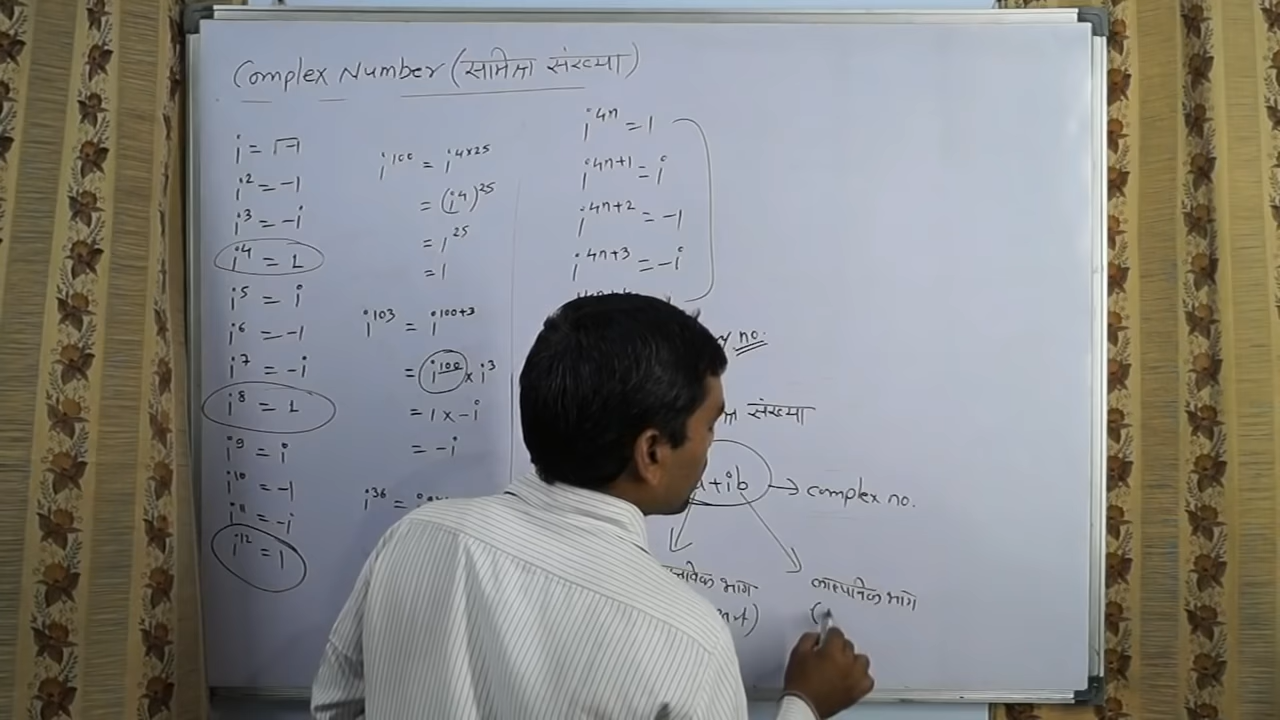 Complex Number (सामिता संख्या)
i = √-1
i² = -1
i³ = -i
i⁴ = 1
i⁵ = i
i⁶ = -1
i⁷ = -i
i⁸ = 1
i⁹ = i
i¹⁰ = -1
i¹¹ = -i
i¹² = 1
i¹⁰⁰ = i⁴ˣ²⁵
= (i⁴)²⁵
= 1²⁵
= 1
i¹⁰³ = i¹⁰⁰⁺³
= i¹⁰⁰ × i³
= 1 × -i
= -i
i³⁶ =
i⁴ⁿ = 1
i⁴ⁿ⁺¹ = i
i⁴ⁿ⁺² = -1
i⁴ⁿ⁺³ = -i
no.
संख्या
a+ib → complex no.
भाग
काल्पनिक भाग
(